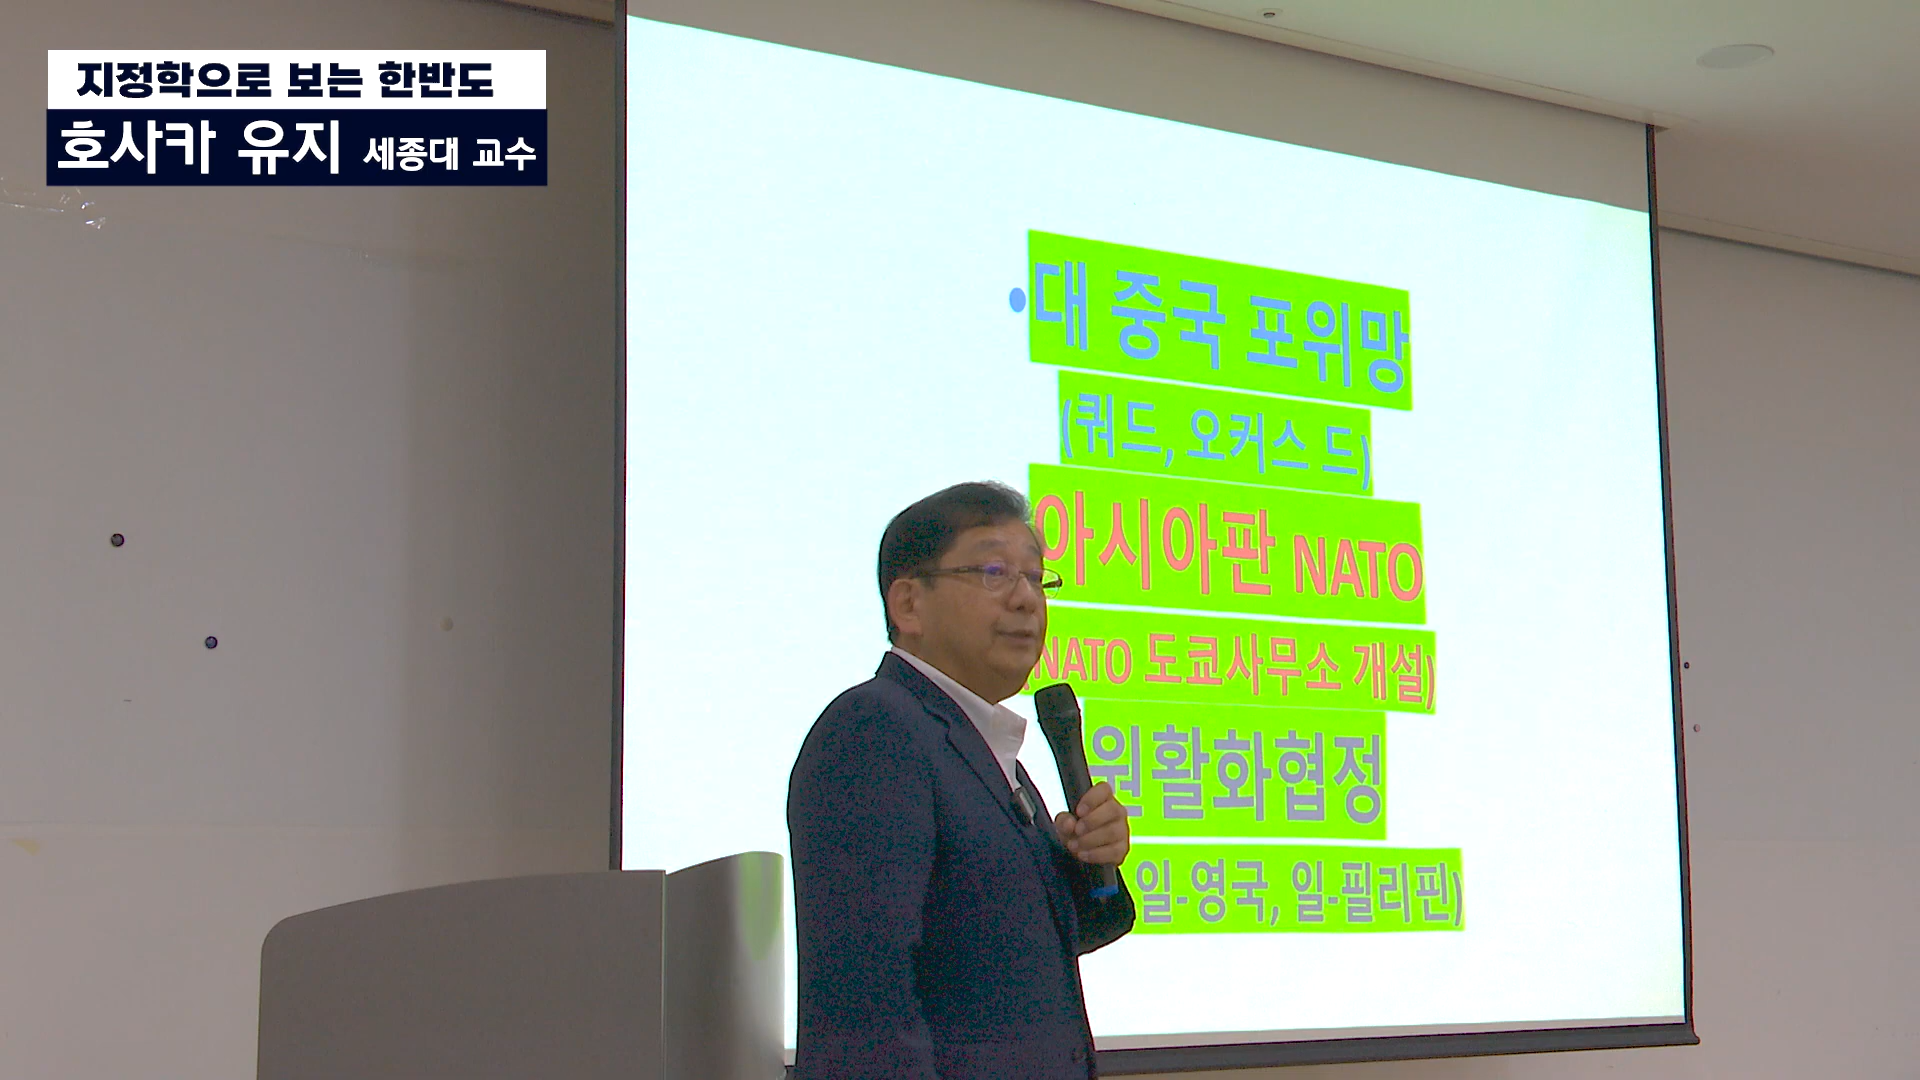 지정학으로 보는 한반도
호사카 유지 세종대 교수
•대 중국 포위망
(쿼드, 오커스 드)
아시아판 NATO
NATO 도쿄사무소 개설)
원활화협정
일-영국, 일-필리핀)